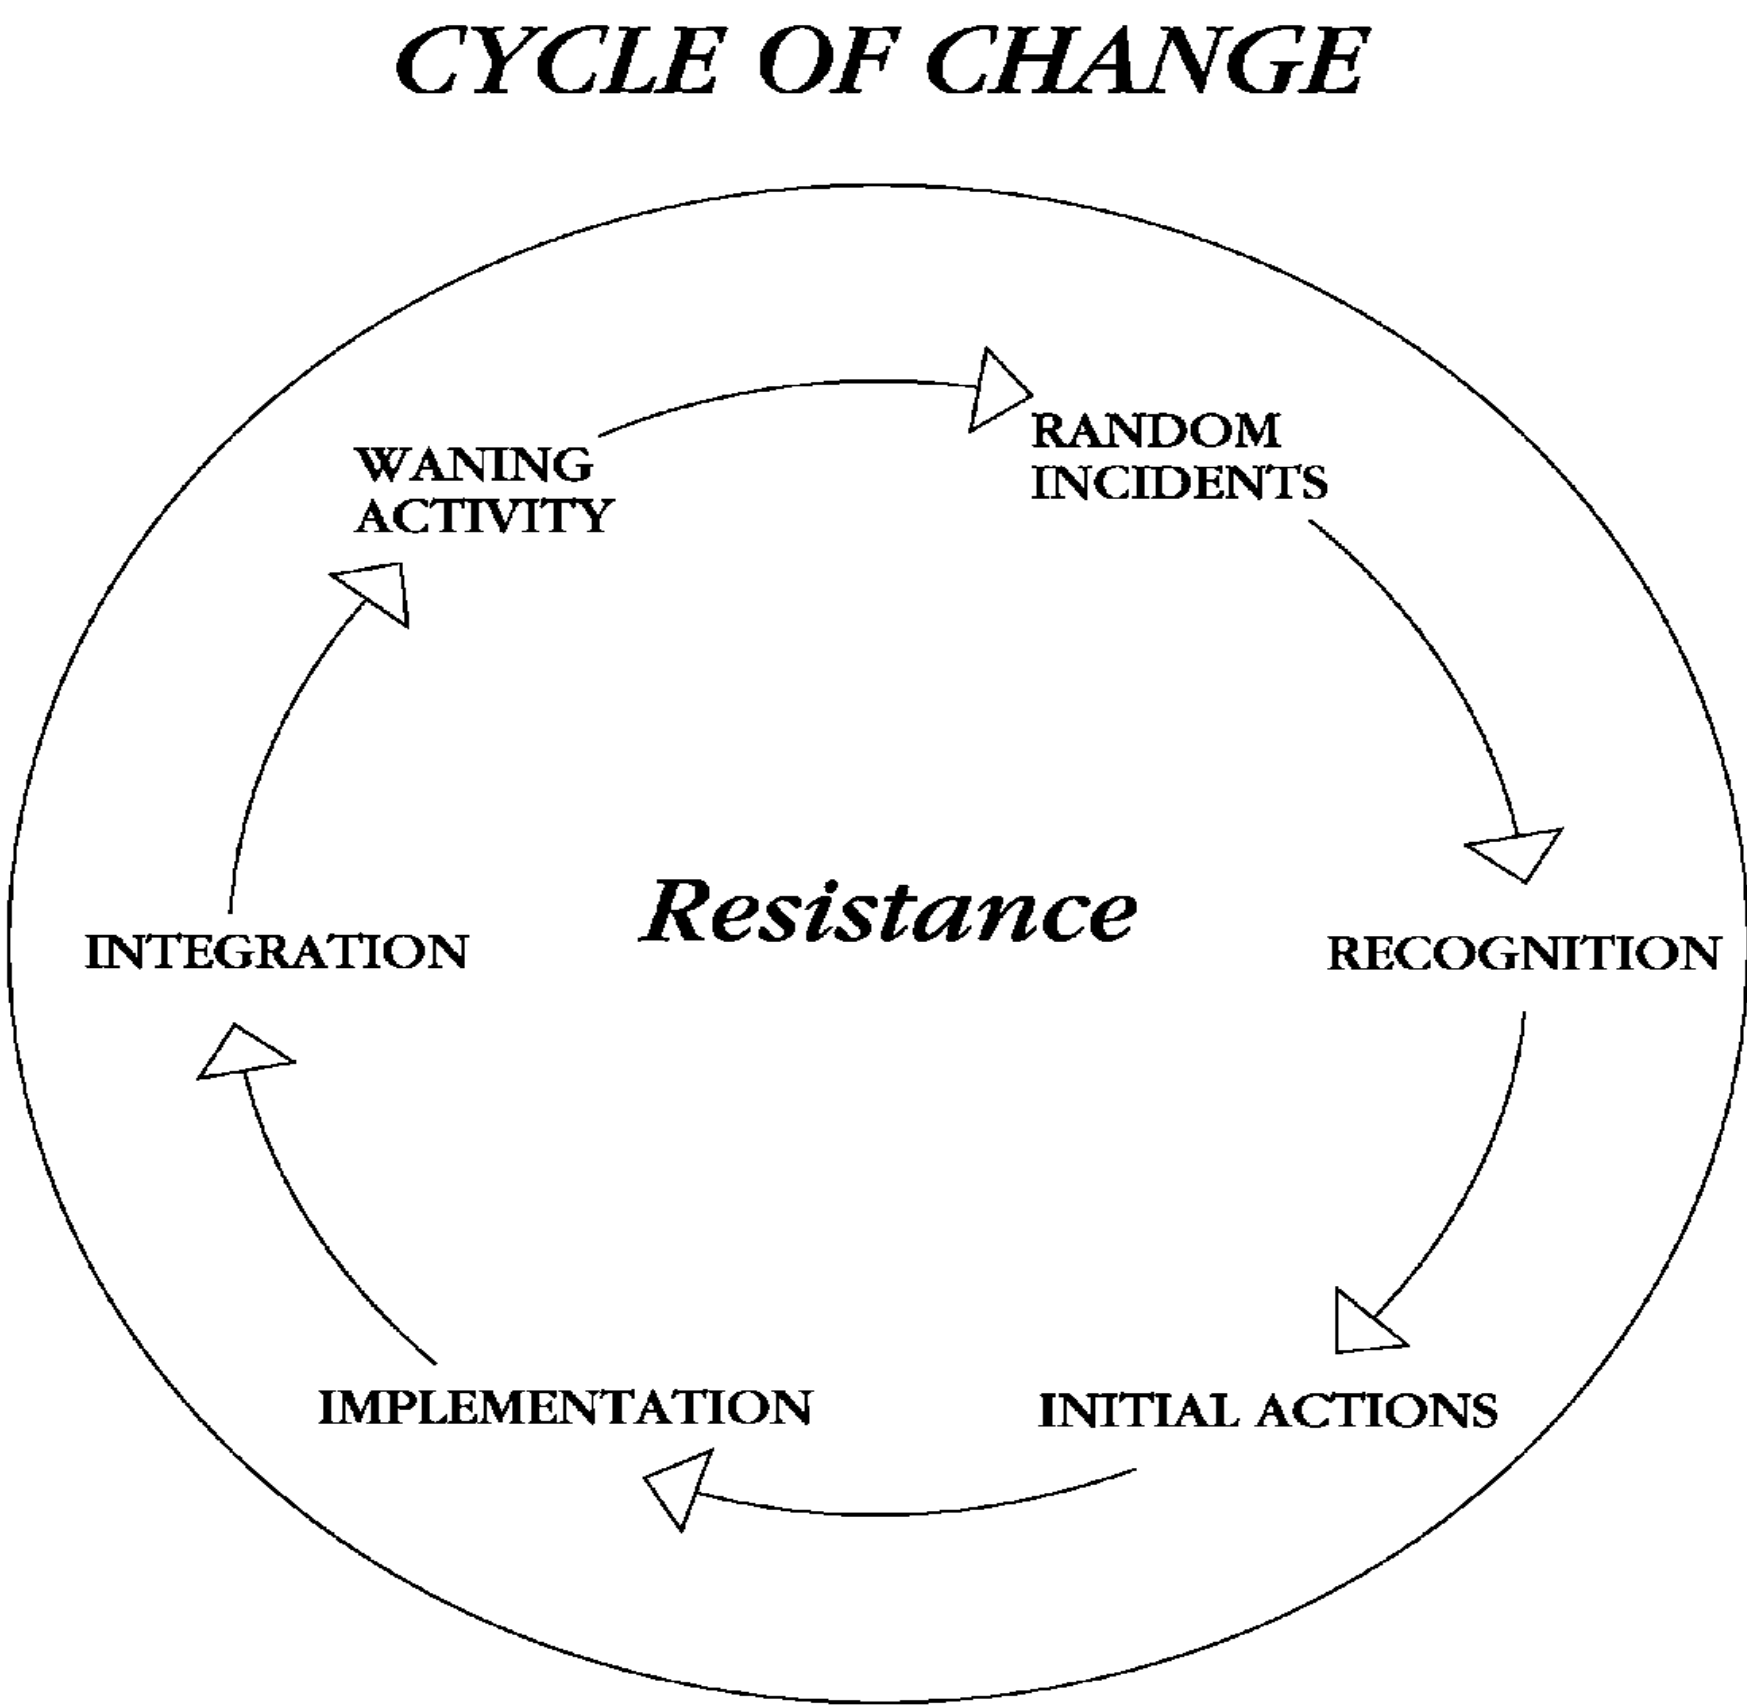 CYCLE OF CHANGE
WANING
ACTIVITY
RANDOM
INCIDENTS
INTEGRATION
Resistance
RECOGNITION
IMPLEMENTATION
INITIAL ACTIONS